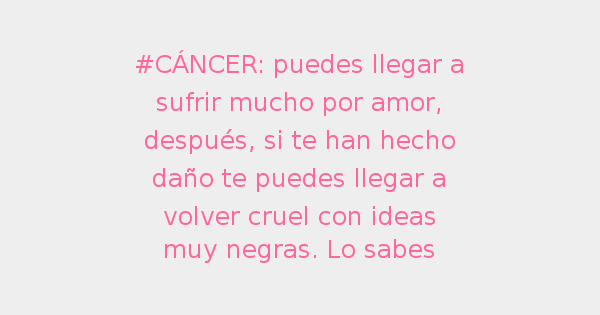 #CÁNCER: puedes llegar a
sufrir mucho por amor,
después, si te han hecho
daño te puedes llegar a
volver cruel con ideas
muy negras. Lo sabes